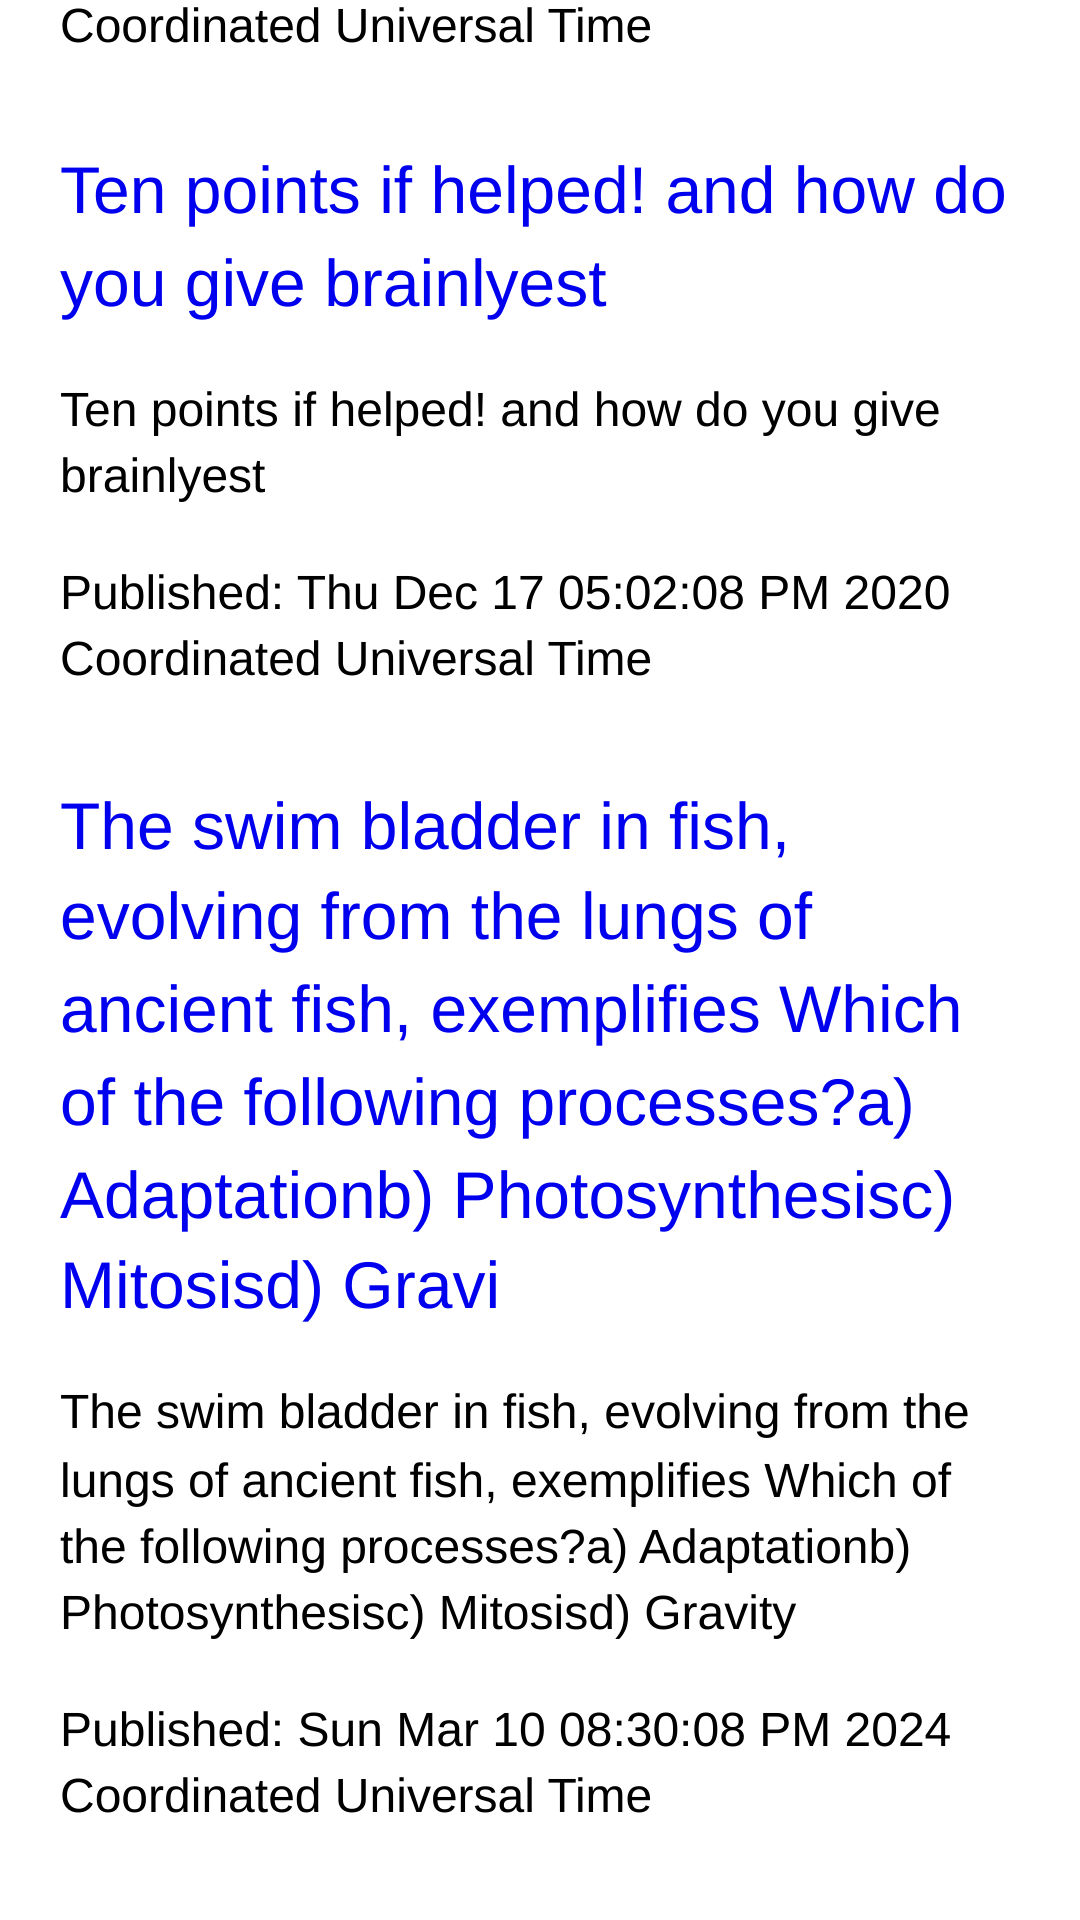 Coordinated Universal Time
Ten points if helped! and how do
you give brainlyest
Ten points if helped! and how do you give
brainlyest
Published: Thu Dec 17 05:02:08 PM 2020
Coordinated Universal Time
The swim bladder in fish,
evolving from the lungs of
ancient fish, exemplifies Which
of the following processes?a)
Adaptationb) Photosynthesisc)
Mitosisd) Gravi
The swim bladder in fish, evolving from the
lungs of ancient fish, exemplifies Which of
the following processes?a) Adaptationb)
Photosynthesisc) Mitosisd) Gravity
Published: Sun Mar 10 08:30:08 PM 2024
Coordinated Universal Time